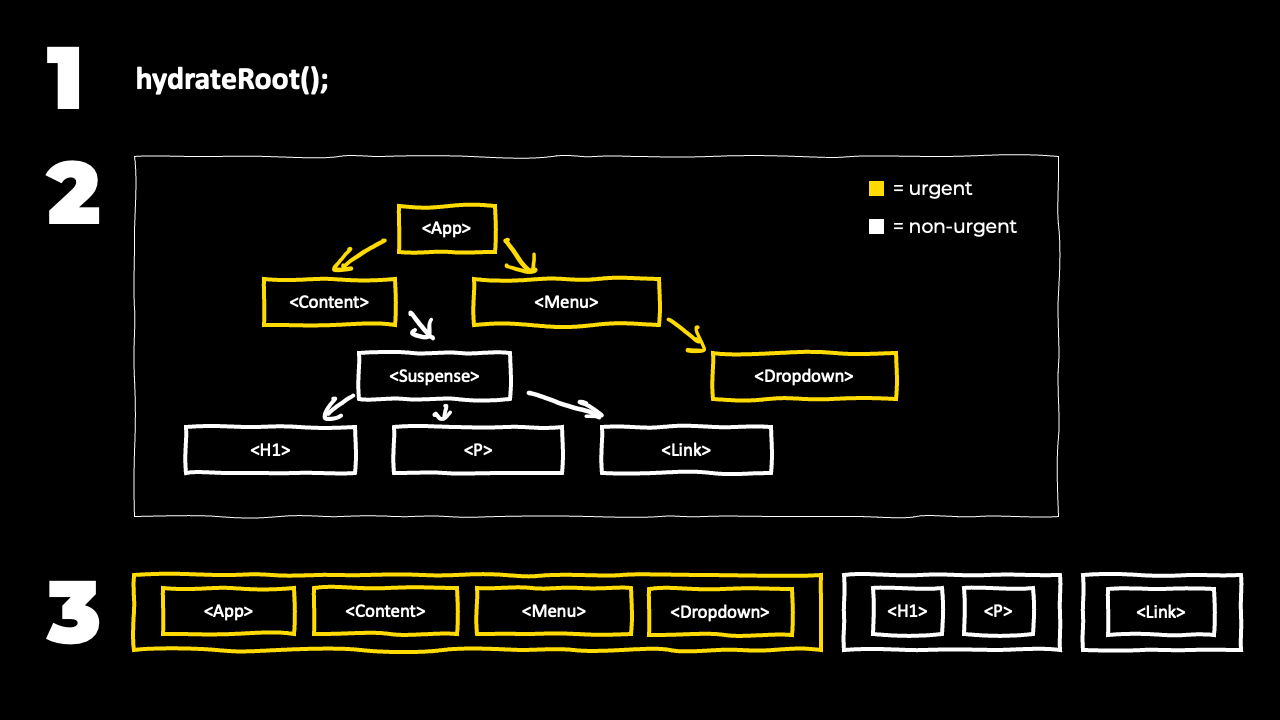 1
hydrateRoot();
2
= urgent
= non-urgent
<App>
<Content>
<Menu>
<Suspense>
<Dropdown>
<H1>
<P>
<Link>
3
<App>
<Content>
<Menu>
<Dropdown>
<H1>
<P>
<Link>